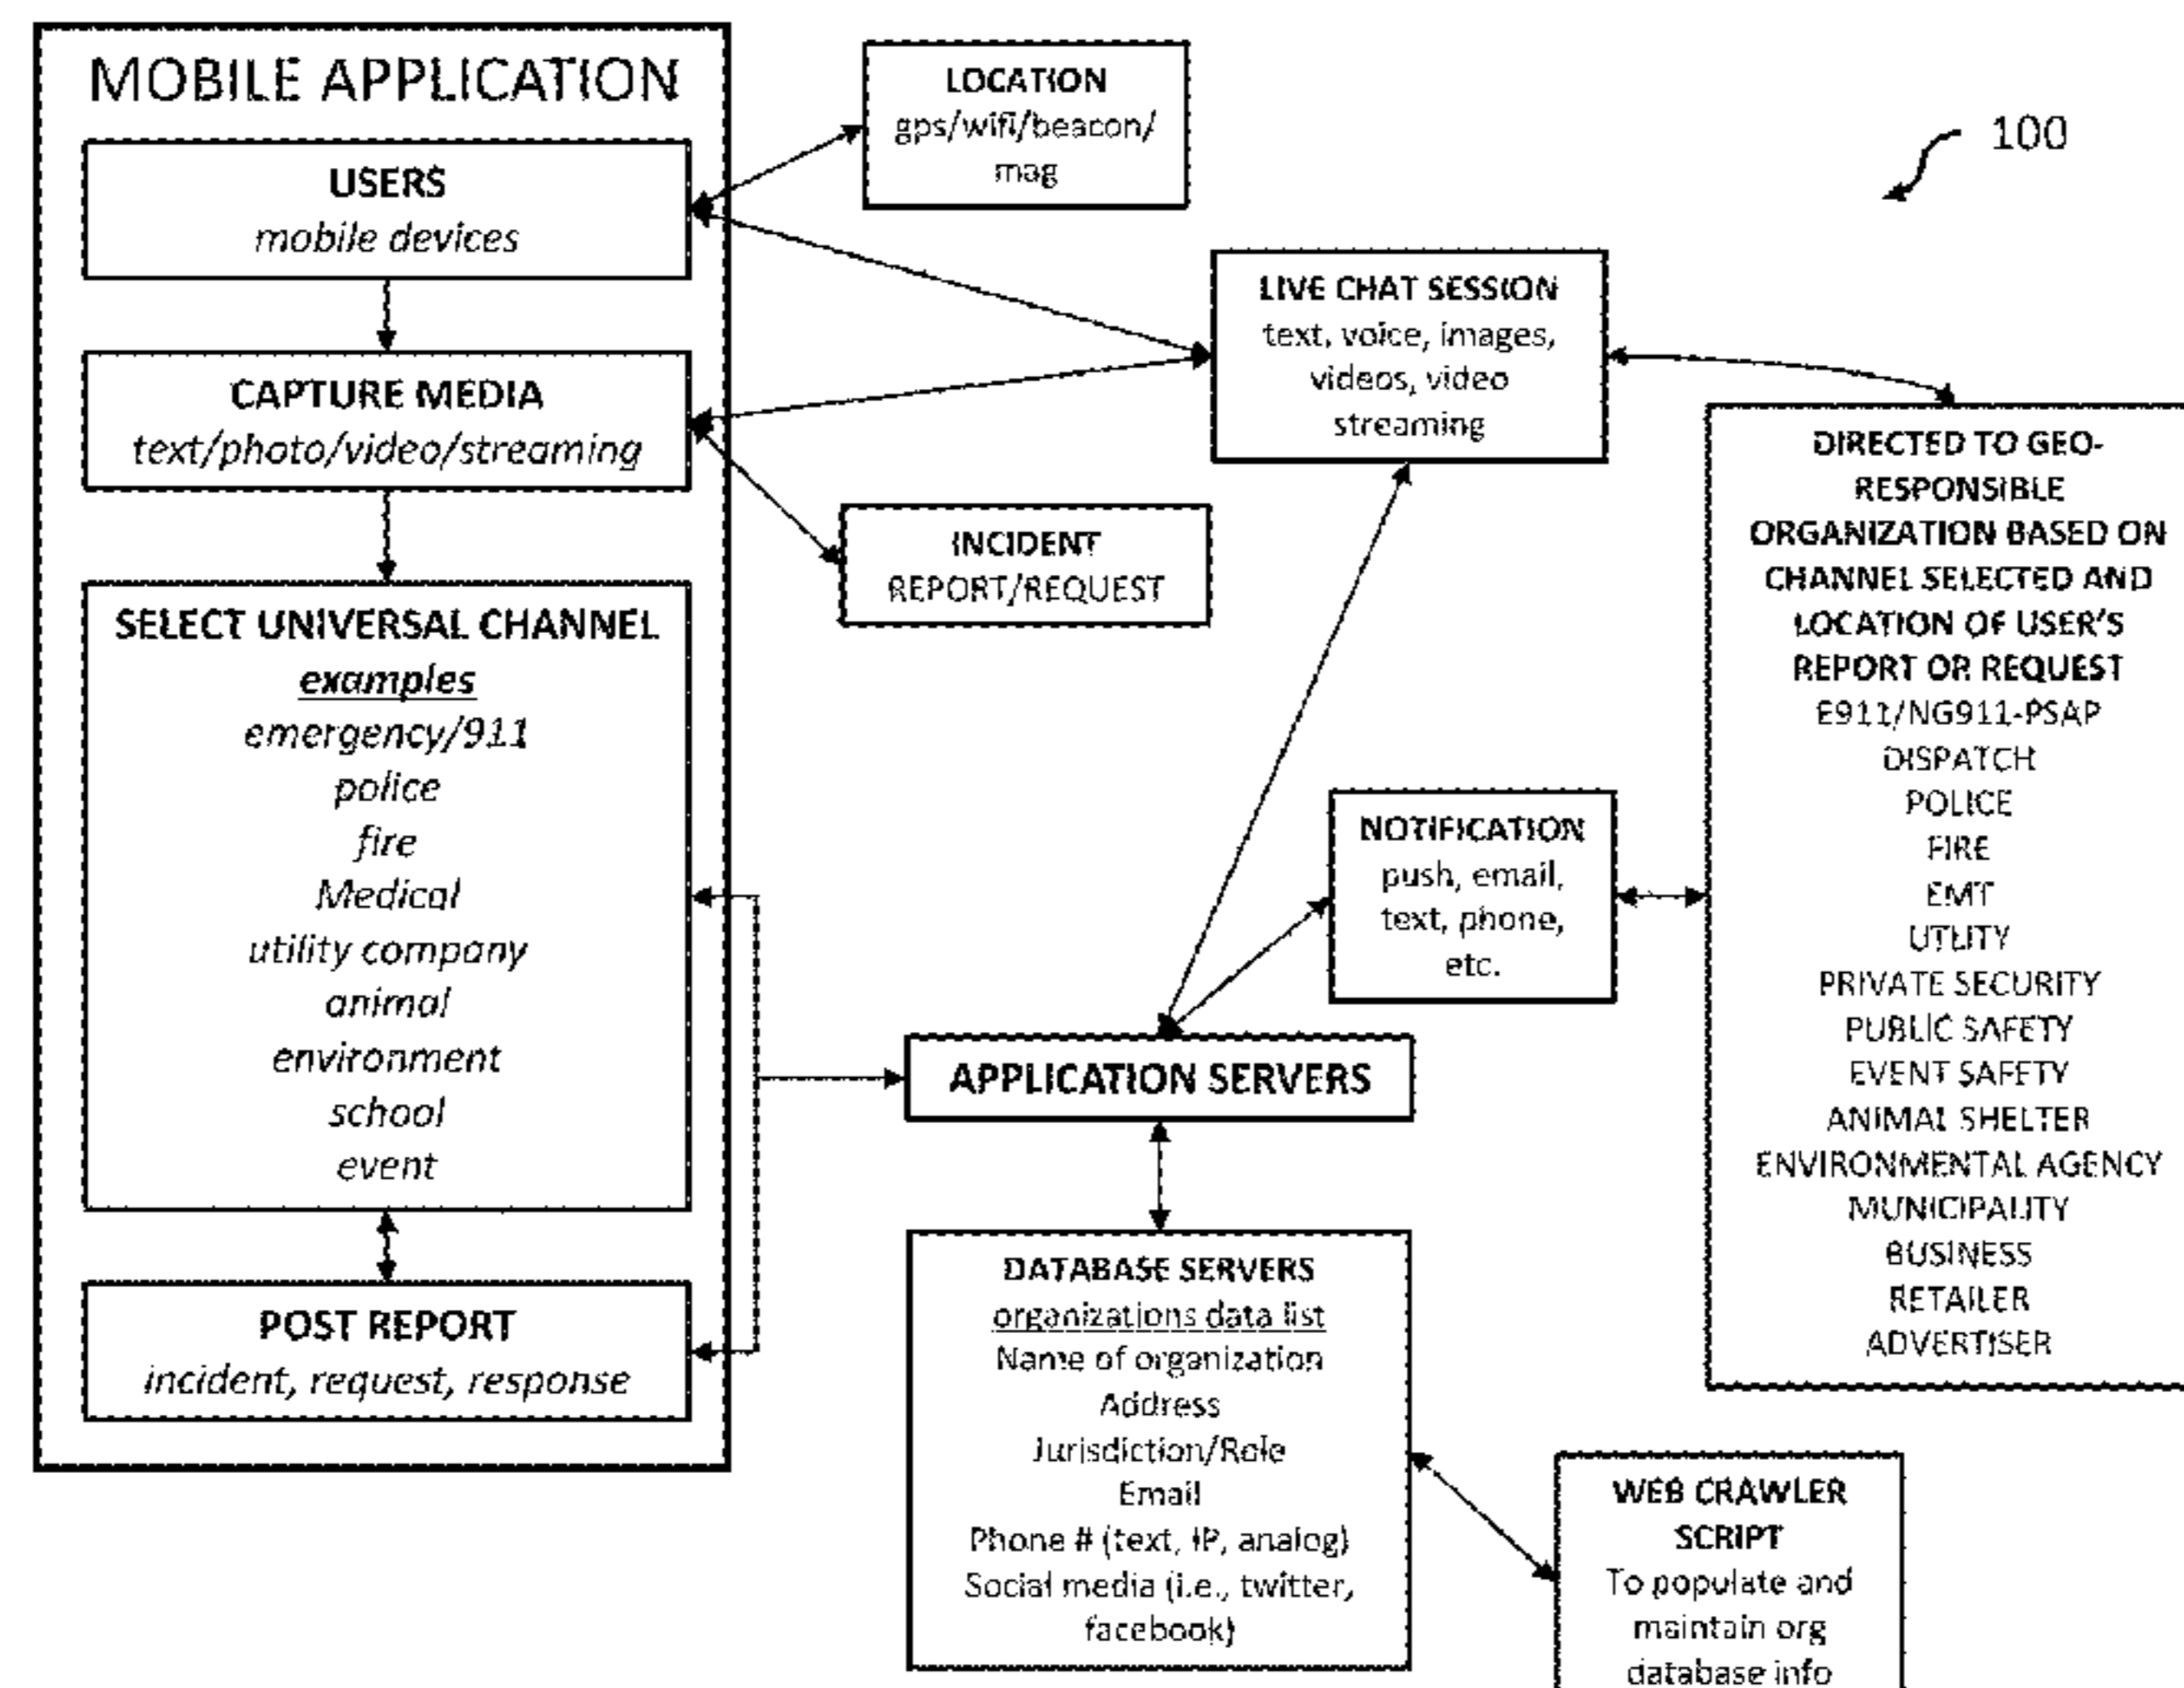 MOBILE APPLICATION
USERS
mobile devices
CAPTURE MEDIA
text/photo/video/streaming
SELECT UNIVERSAL CHANNEL
examples
emergency/911
police
fire
Medical
utility company
animal
environment
school
event
POST REPORT
incident, request, response
LOCATION
gps/wifi/beacon/
mag
100
LIVE CHAT SESSION
text, voice, images,
videos, video
streaming
INCIDENT
REPORT/REQUEST
NOTIFICATION
push, email,
text, phone,
etc.
APPLICATION SERVERS
DATABASE SERVERS
organizations data list
Name of organization
Address
Jurisdiction/Role
Email
Phone # (text, IP, analog)
Social media (i.e., twitter,
facebook)
DIRECTED TO GEO-
RESPONSIBLE
ORGANIZATION BASED ON
CHANNEL SELECTED AND
LOCATION OF USER'S
REPORT OR REQUEST
E911/NG911-PSAP
DISPATCH
POLICE
FIRE
EMT
UTLITY
PRIVATE SECURITY
PUBLIC SAFETY
EVENT SAFETY
ANIMAL SHELTER
ENVIRONMENTAL AGENCY
MUNICIPALITY
BUSINESS
RETAILER
ADVERTISER
WEB CRAWLER
SCRIPT
To populate and
maintain org
database info